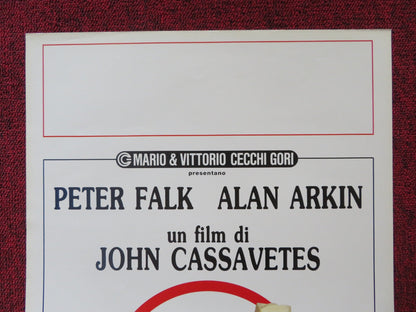 MARIO & VITTORIO CECCHI GORI
presentano
PETER FALK ALAN ARKIN
un film di
JOHN CASSAVETES